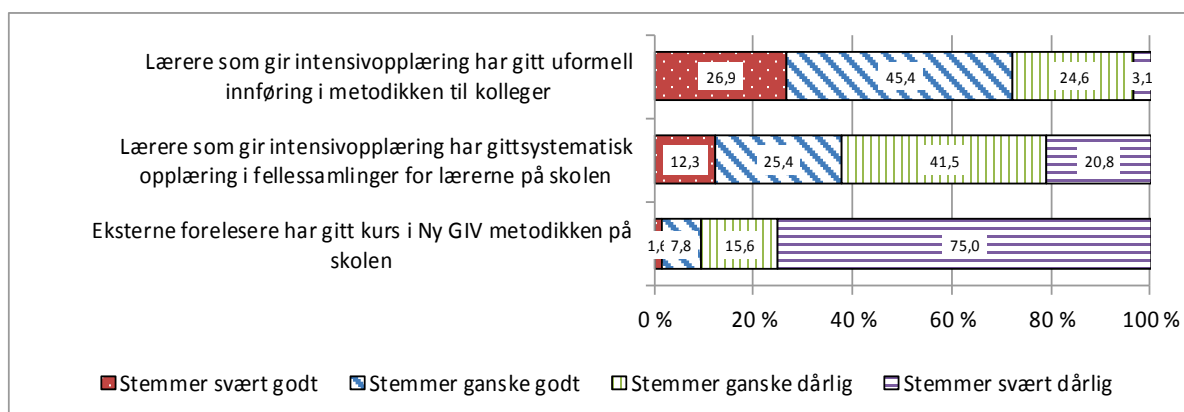 Lærere som gir intensivopplæring har gitt uformell
innføring i metodikken til kolleger
26,9 45,4 24,6 3,1
Lærere som gir intensivopplæring har gittsystematisk
opplæring i fellessamlinger for lærerne på skolen
12,3 25,4 41,5 20,8
Eksterne forelesere har gitt kurs i Ny GIV metodikken på
skolen
1,6 7,8 15,6 75,0
0 % 20 % 40 % 60 % 80 % 100 %
Stemmer svært godt Stemmer ganske godt Stemmer ganske dårlig Stemmer svært dårlig